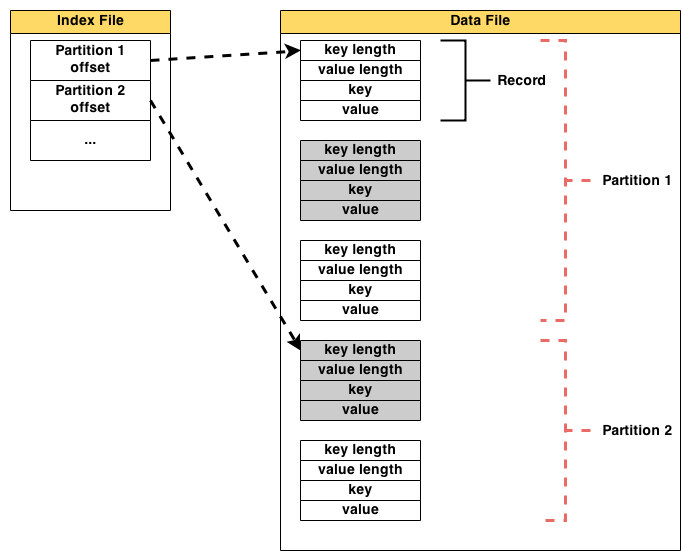 Index File
Partition 1
offset
Partition 2
offset
...
Data File
key length
value length
key
value
Record
key length
value length
key
value
Partition 1
key length
value length
key
value
key length
value length
key
value
Partition 2
key length
value length
key
value